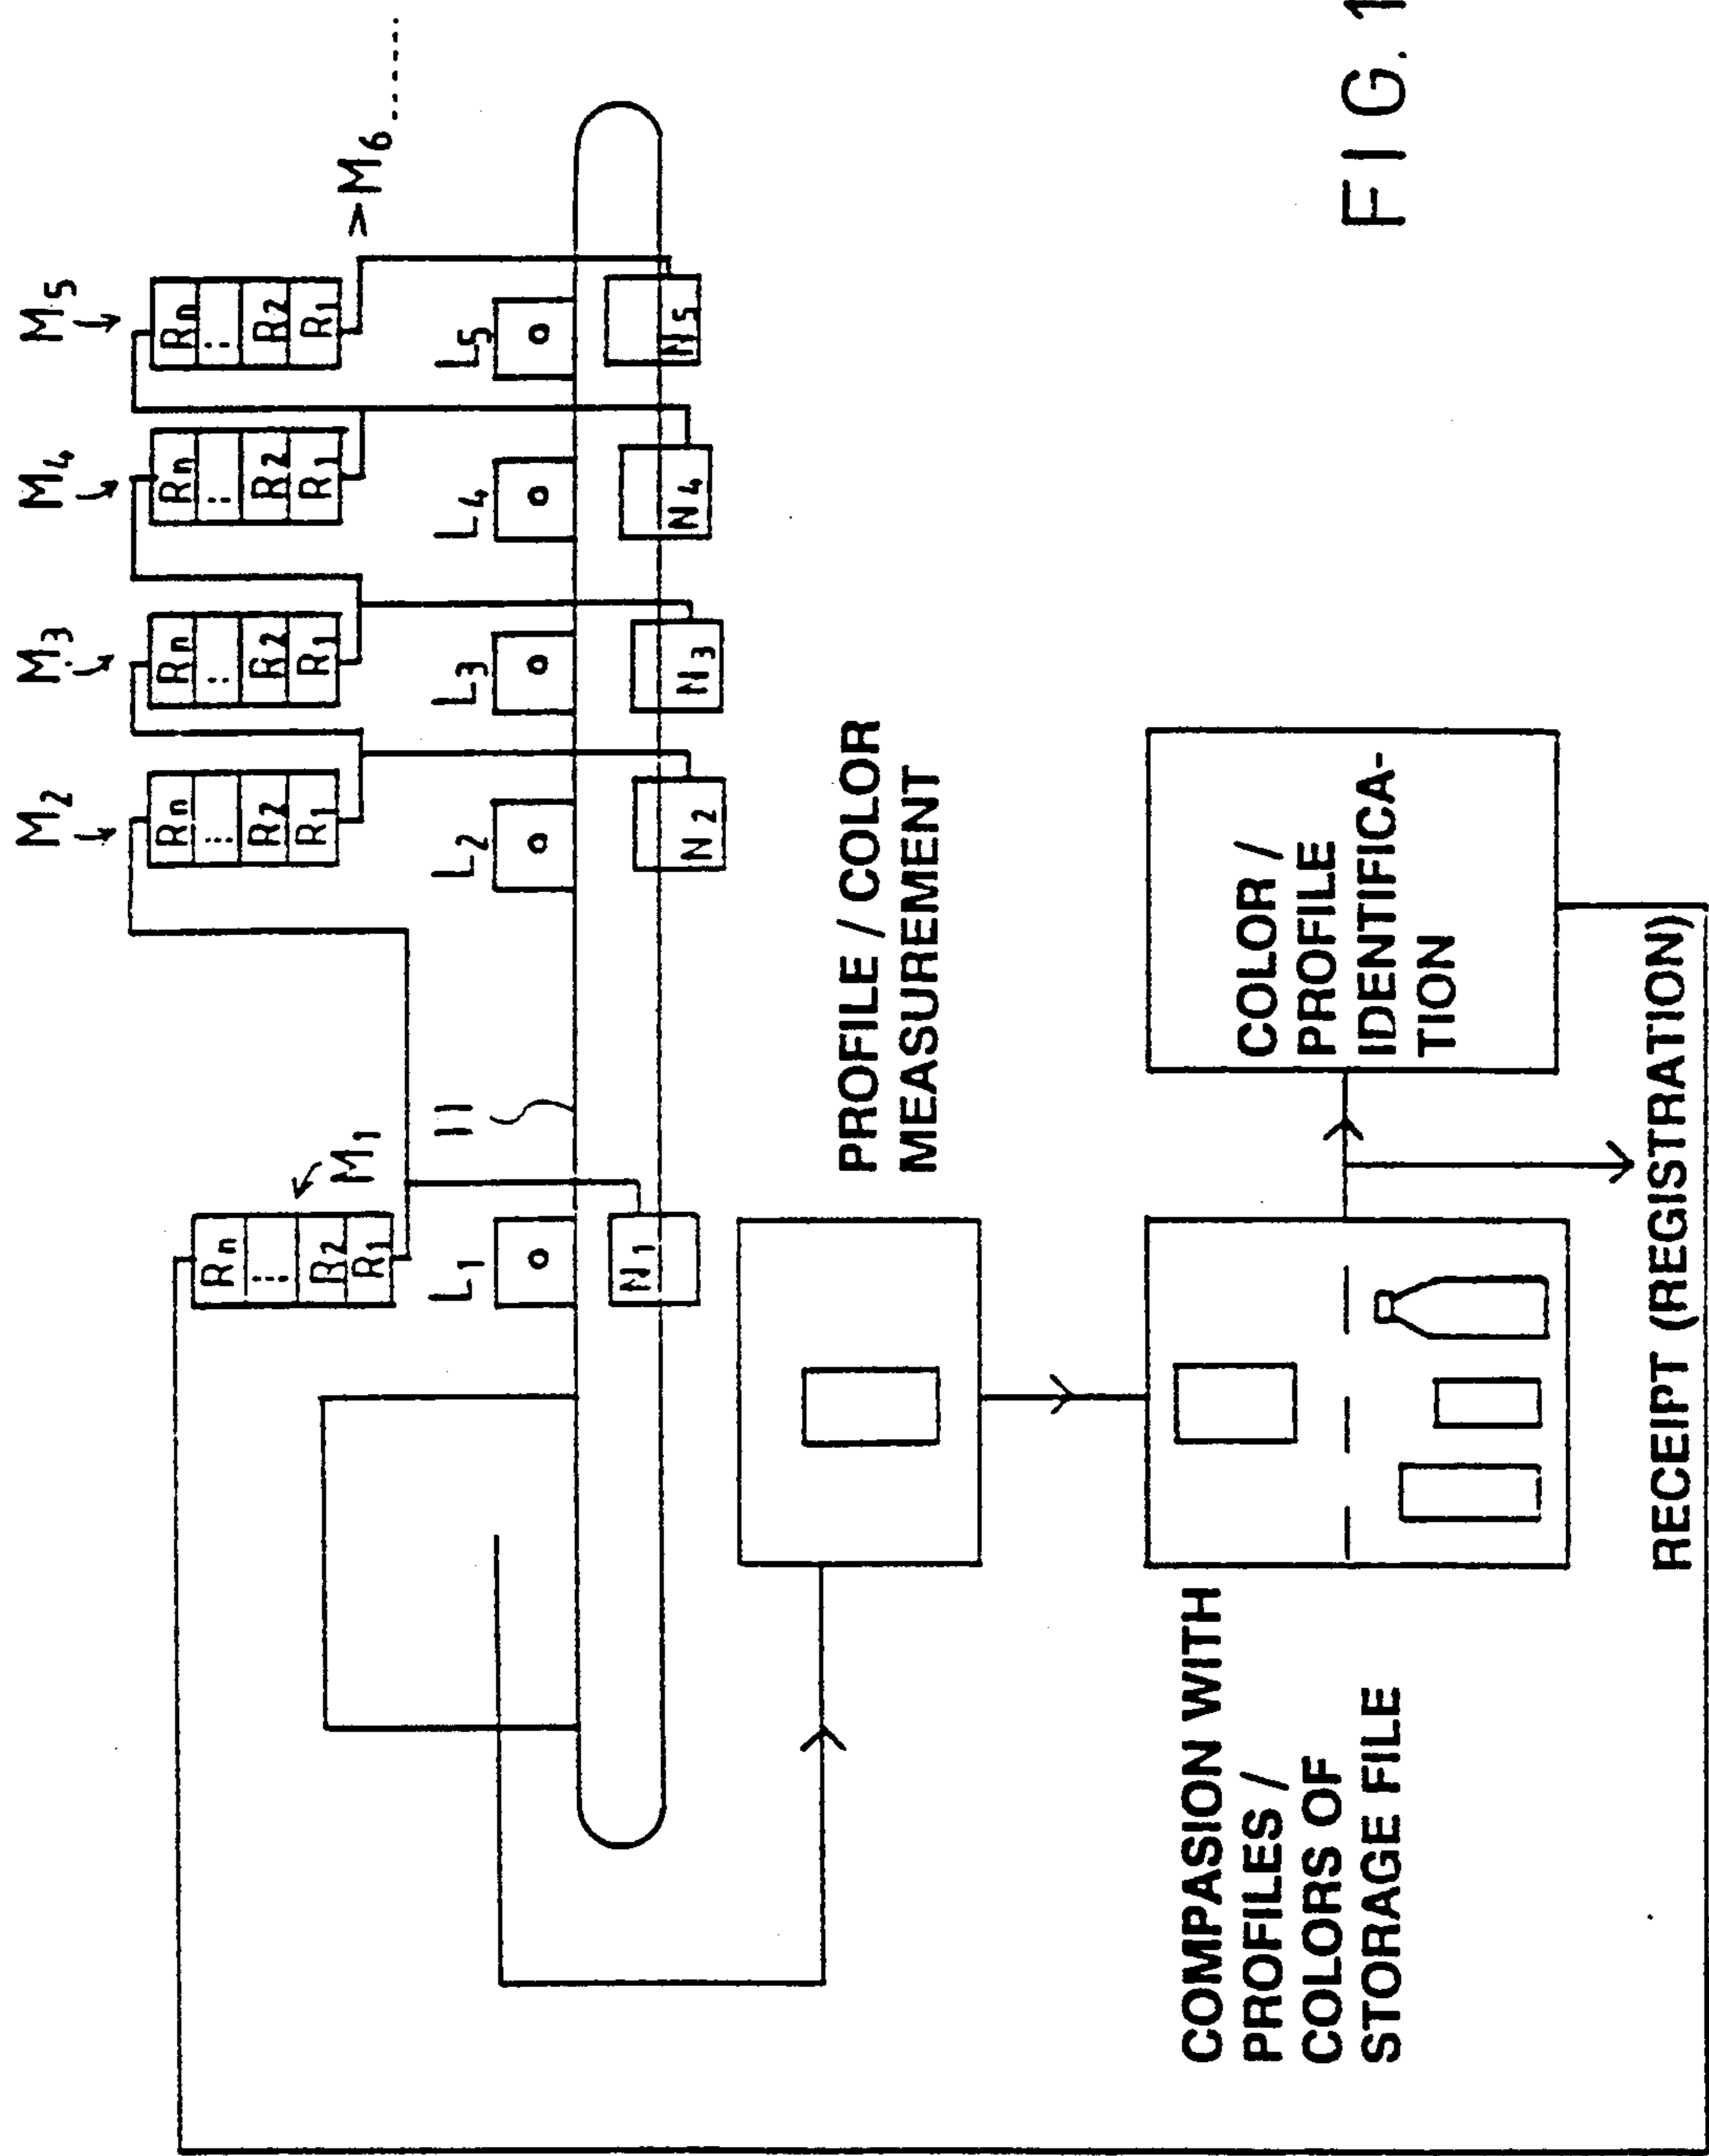 M1
Rn
...
R2
R1
M2
Rn
...
R2
R1
M3
Rn
...
R2
R1
M4
Rn
...
R2
R1
M5
Rn
...
R2
R1
>M6......
L1
L2
L3
L4
L5
11
N1
N2
N3
N4
N5
PROFILE / COLOR
MEASUREMENT
COMPASION WITH
PROFILES /
COLORS OF
STORAGE FILE
COLOR /
PROFILE
IDENTIFICA-
TION
RECEIPT (REGISTRATION)
FIG. 1